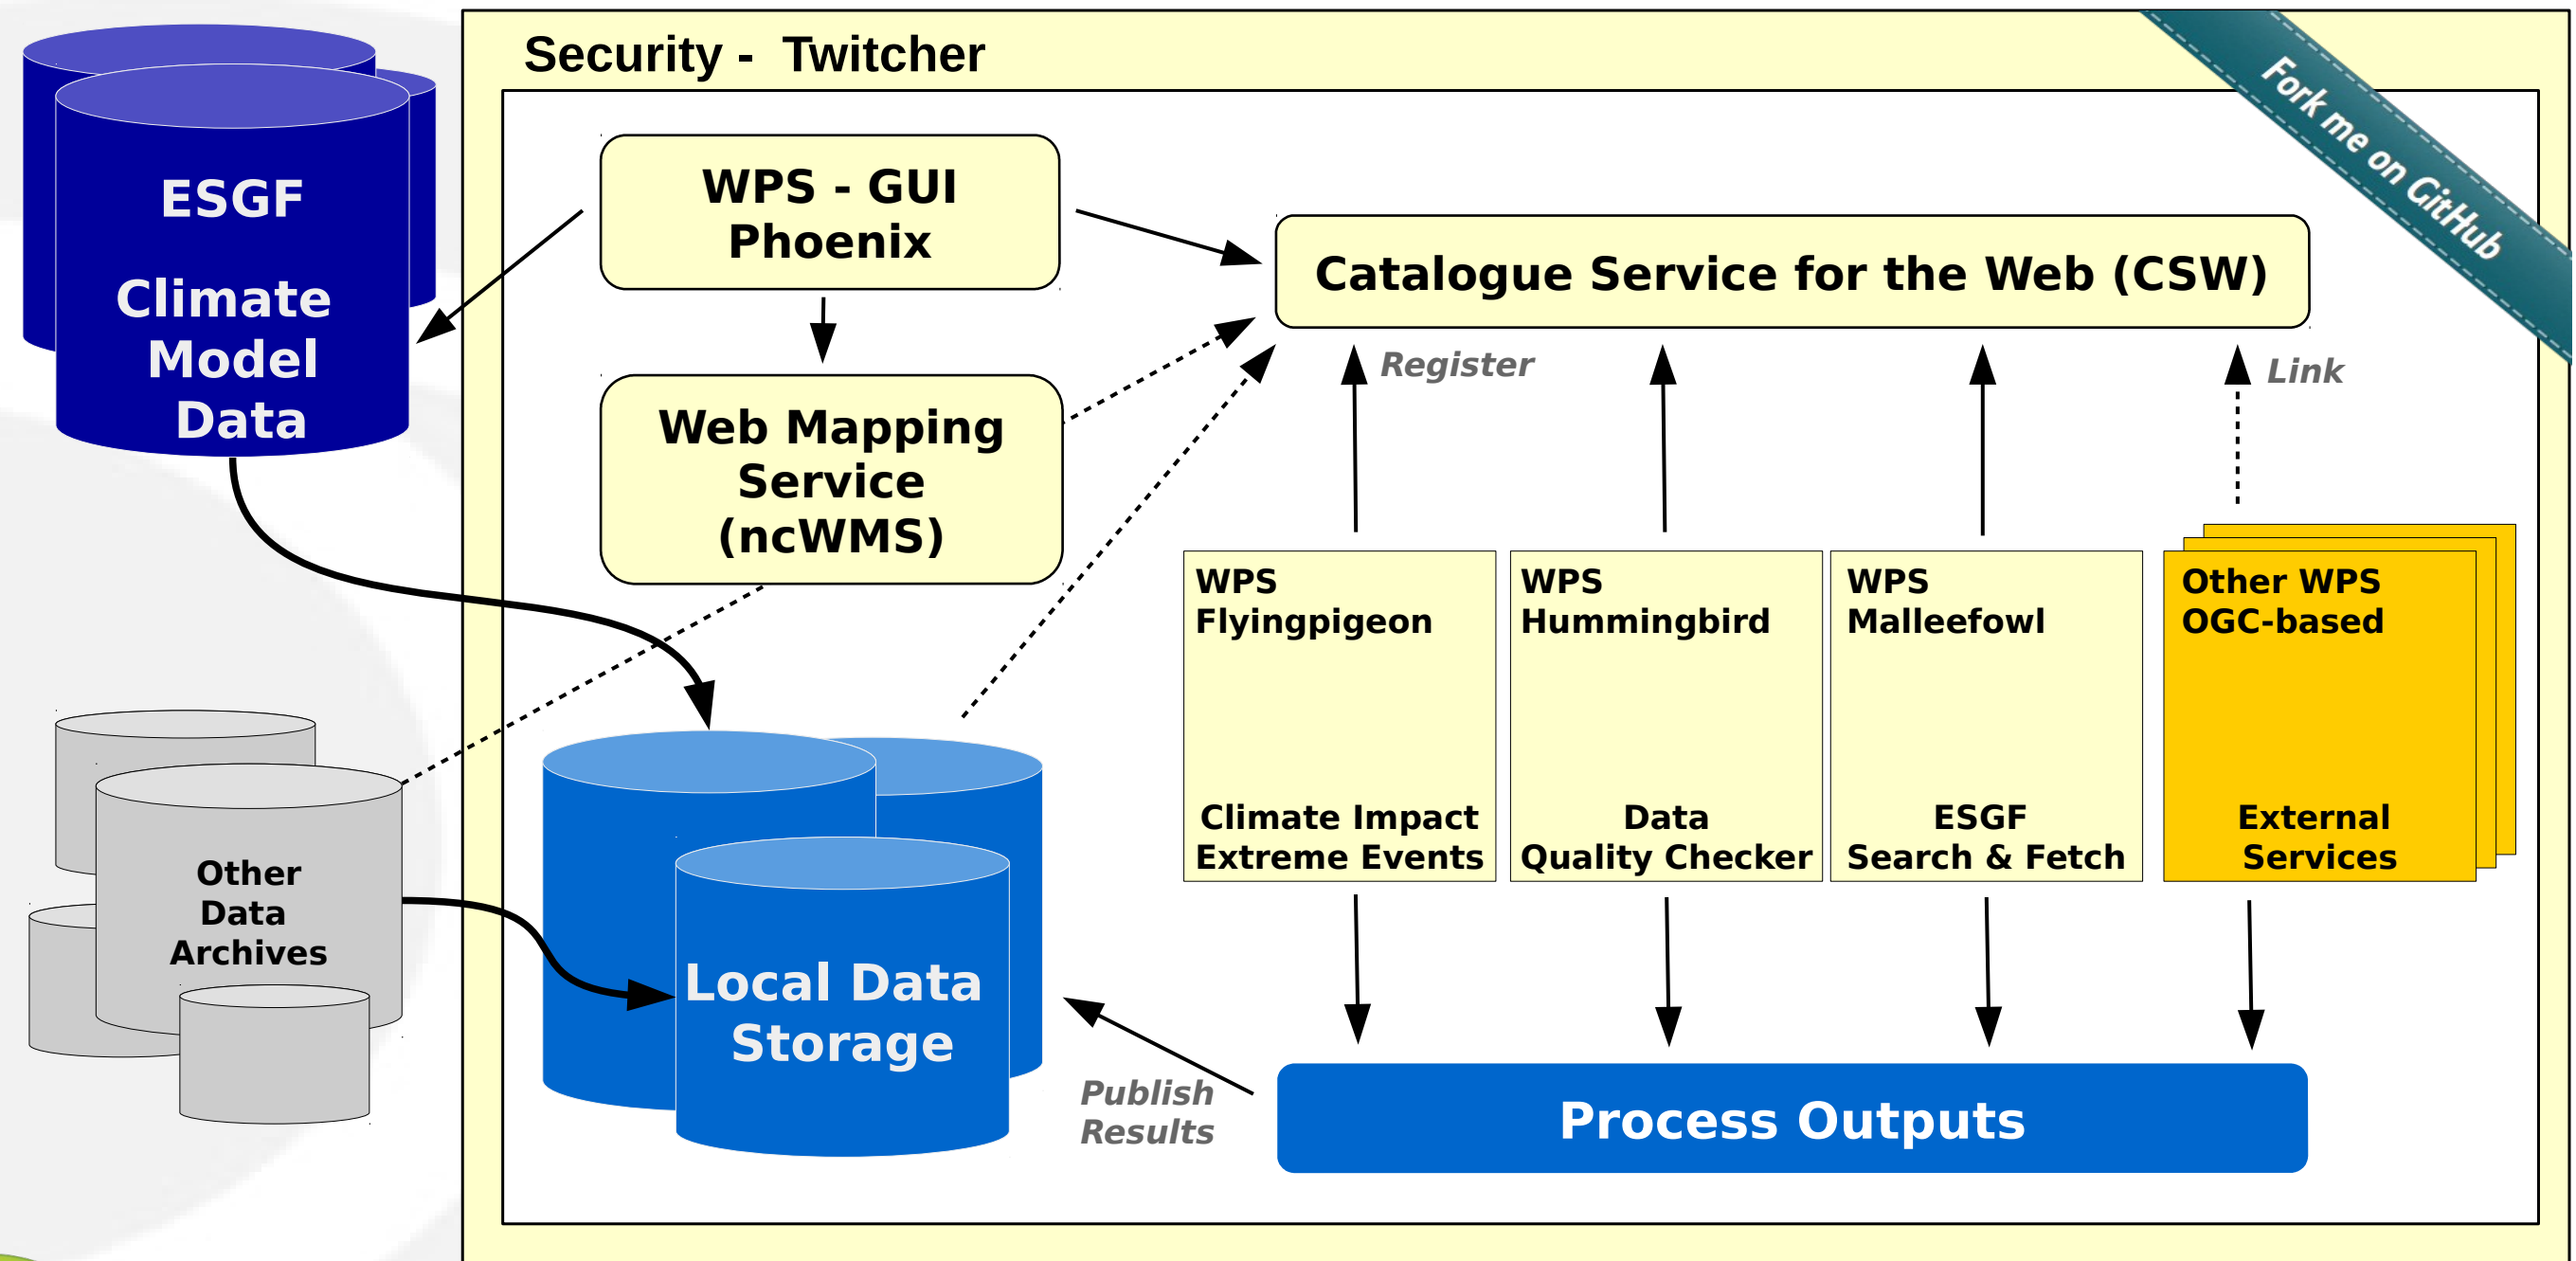 Security -  Twitcher
Fork me on GitHub
ESGF
Climate
Model
Data
WPS - GUI
Phoenix
Catalogue Service for the Web (CSW)
Register
Link
Web Mapping
Service
(ncWMS)
WPS
Flyingpigeon
Climate Impact
Extreme Events
WPS
Hummingbird
Data
Quality Checker
WPS
Malleefowl
ESGF
Search & Fetch
Other WPS
OGC-based
External
Services
Other
Data
Archives
Local Data
Storage
Publish
Results
Process Outputs